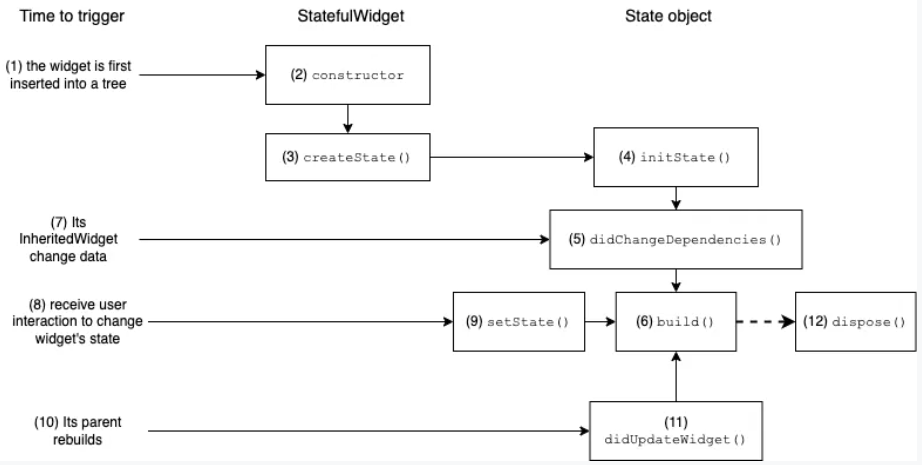 Time to trigger
StatefulWidget
State object
(1) the widget is first
inserted into a tree
(2) constructor
(3) createState()
(4) initState()
(7) Its
InheritedWidget
change data
(5) didChangeDependencies()
(8) receive user
interaction to change
widget's state
(9) setState()
(6) build()
(12) dispose()
(10) Its parent
rebuilds
(11)
didUpdateWidget()